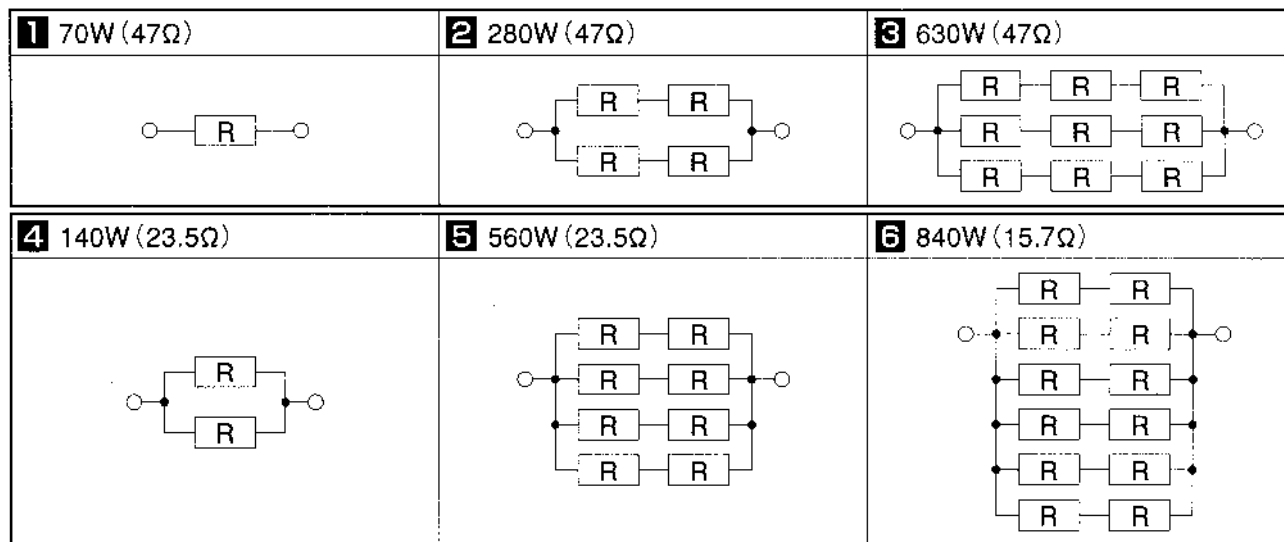 1 70W (47Ω)
2 280W (47Ω)
3 630W (47Ω)
R
R R
R R
R R R
R R R
R R R
4 140W (23.5Ω)
5 560W (23.5Ω)
6 840W (15.7Ω)
R
R
R R
R R
R R
R R
R R
R R
R R
R R
R R
R R